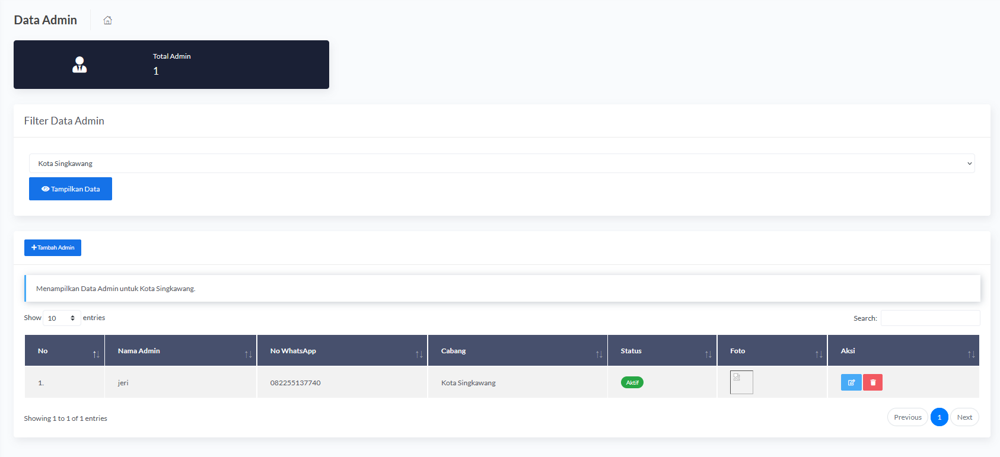 Data Admin
Total Admin
1
Filter Data Admin
Kota Singkawang
Tampilkan Data
Tambah Admin
Menampilkan Data Admin untuk Kota Singkawang.
Show 10 entries Search:
No Nama Admin No WhatsApp Cabang Status Foto Aksi
1. jeri 082255137740 Kota Singkawang Aktif
Showing 1 to 1 of 1 entries Previous 1 Next